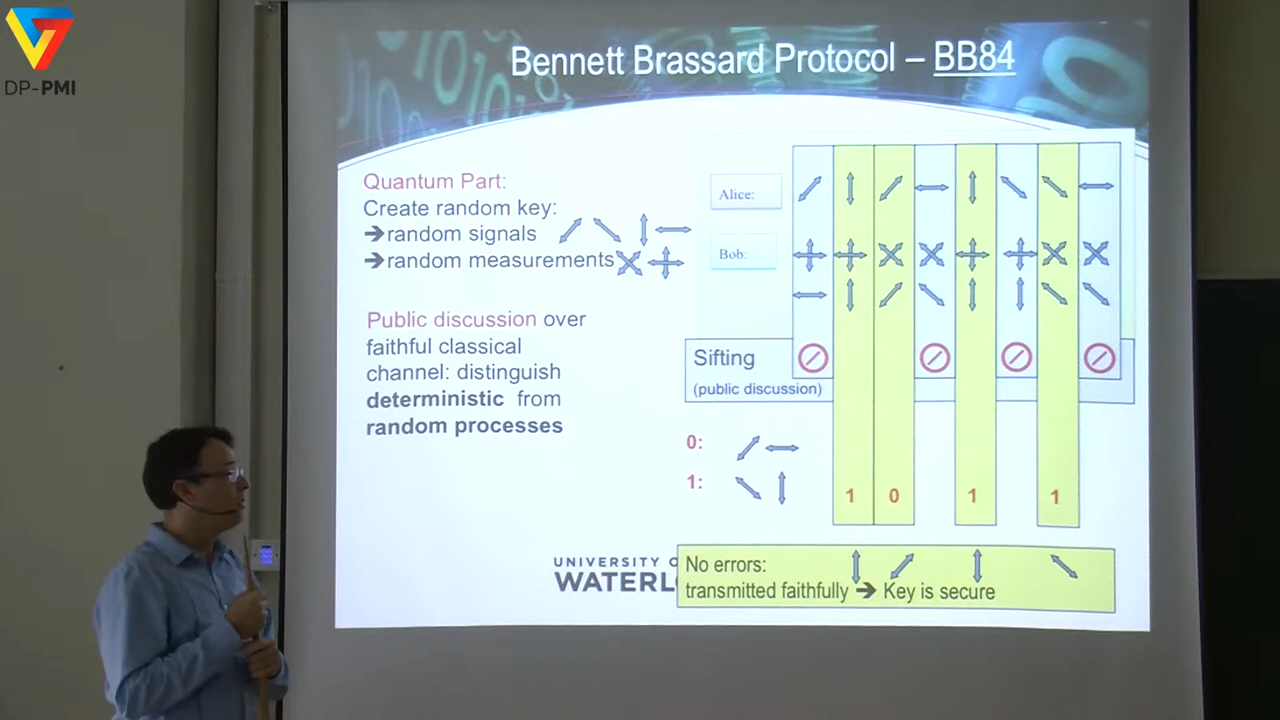 DP-PMI
Bennett Brassard Protocol – BB84
Quantum Part:
Create random key:
➔random signals
➔random measurements
Public discussion over
faithful classical
channel: distinguish
deterministic from
random processes
Alice:
Bob:
Sifting
(public discussion)
0:
1:
1 0 1 1
UNIVERSITY O
WATERL
No errors:
transmitted faithfully ➔ Key is secure